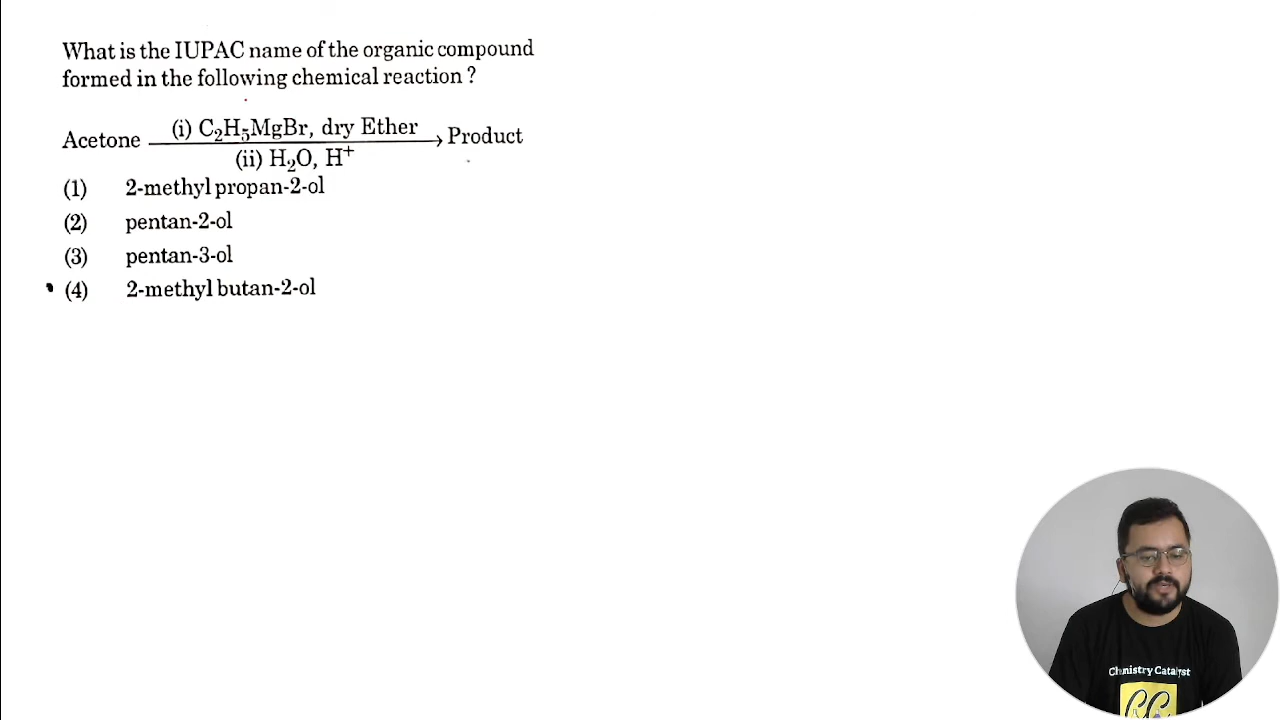 What is the IUPAC name of the organic compound
formed in the following chemical reaction ?
(i) C₂H₅MgBr, dry Ether
Acetone → Product
(ii) H₂O, H⁺
(1) 2-methyl propan-2-ol
(2) pentan-2-ol
(3) pentan-3-ol
(4) 2-methyl butan-2-ol
Chemistry Catalyst
CC